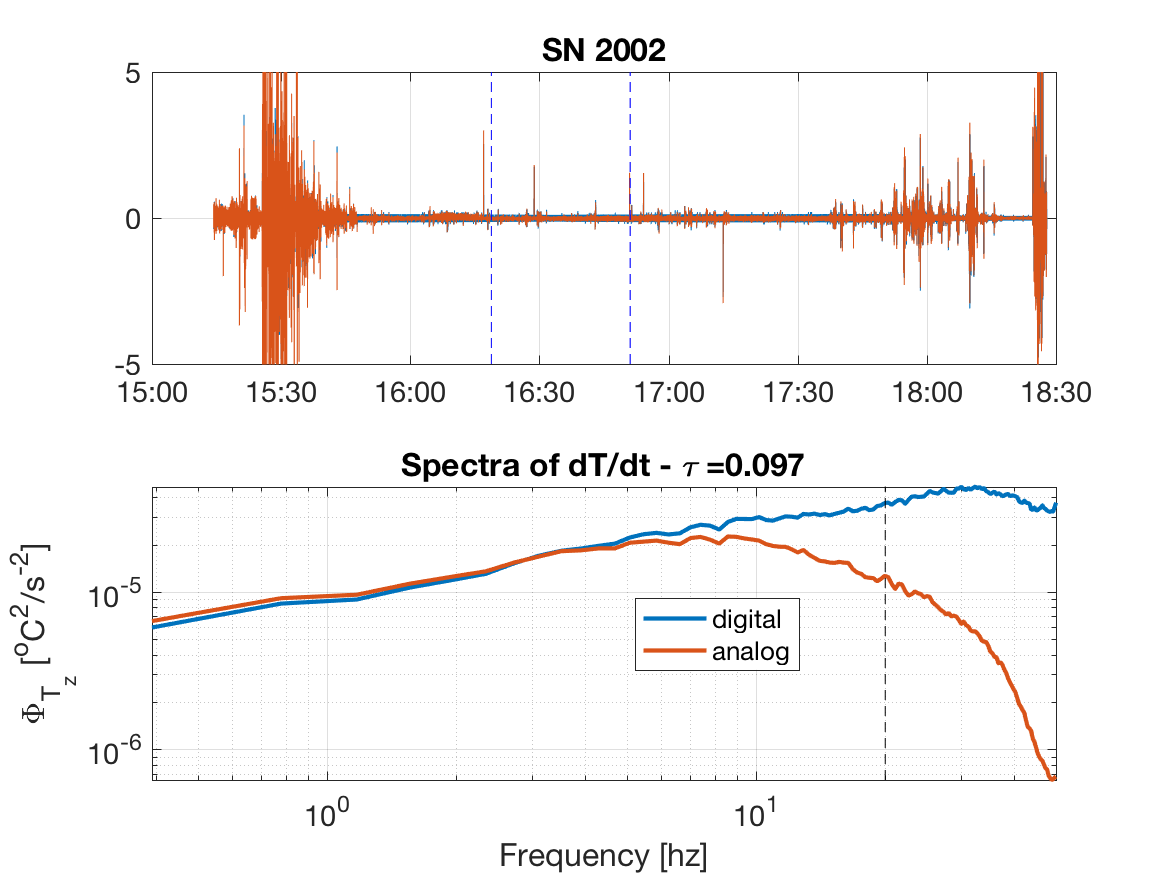 SN 2002
5
0
-5
15:00 15:30 16:00 16:30 17:00 17:30 18:00 18:30
Spectra of dT/dt - τ =0.097
Φ_{T_z} [°C²/s⁻²]
10⁻⁵
10⁻⁶
digital
analog
10⁰ 10¹
Frequency [hz]